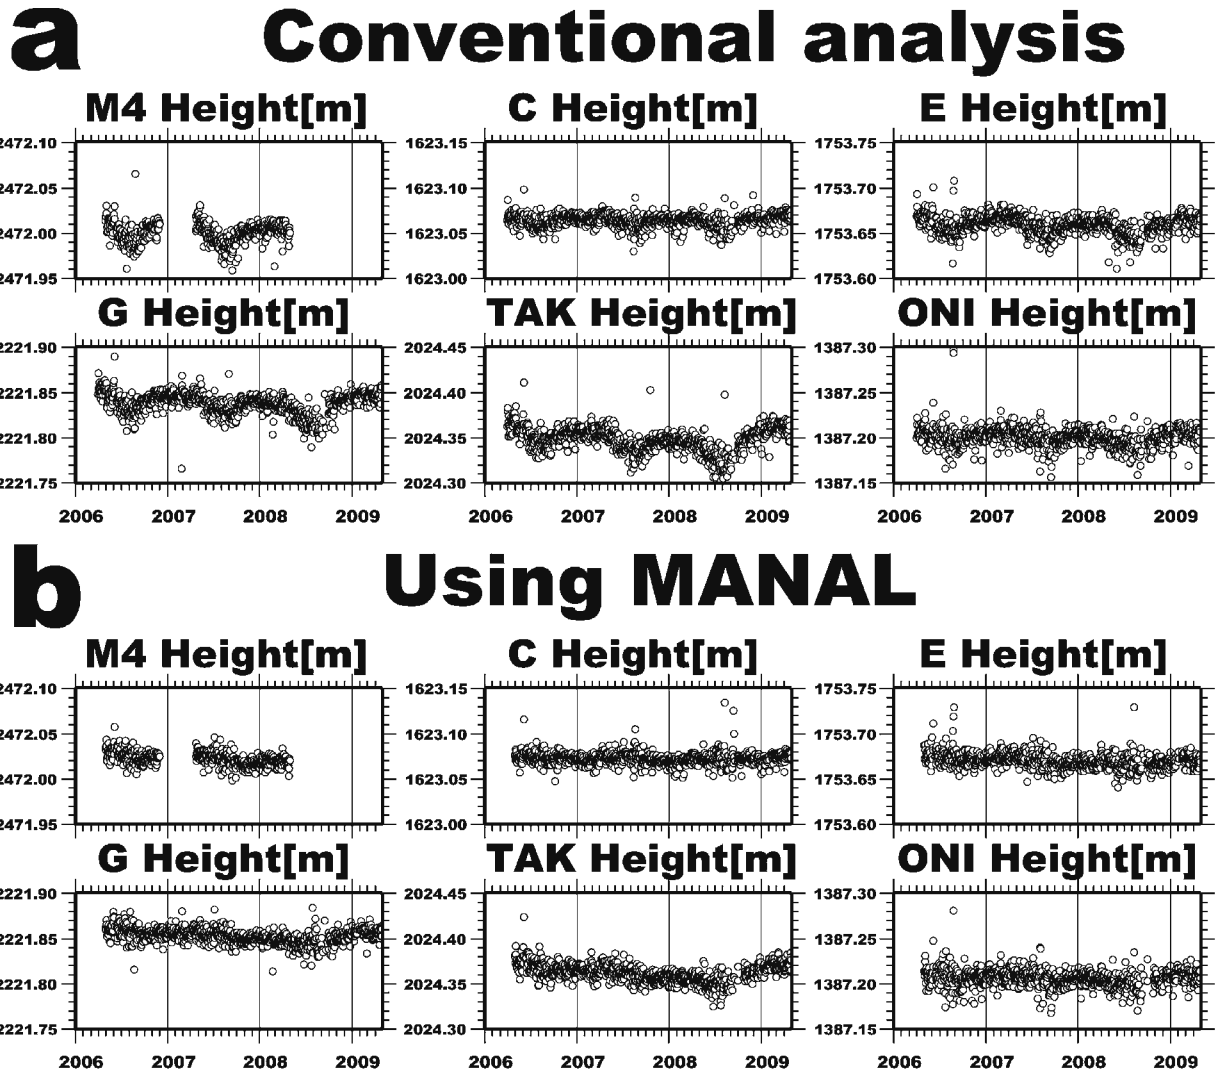 a Conventional analysis
M4 Height[m] C Height[m] E Height[m]
2472.10 1623.15 1753.75
2472.05 1623.10 1753.70
2472.00 1623.05 1753.65
2471.95 1623.00 1753.60
G Height[m] TAK Height[m] ONI Height[m]
2221.90 2024.45 1387.30
2221.85 2024.40 1387.25
2221.80 2024.35 1387.20
2221.75 2024.30 1387.15
2006 2007 2008 2009 2006 2007 2008 2009 2006 2007 2008 2009
b Using MANAL
M4 Height[m] C Height[m] E Height[m]
2472.10 1623.15 1753.75
2472.05 1623.10 1753.70
2472.00 1623.05 1753.65
2471.95 1623.00 1753.60
G Height[m] TAK Height[m] ONI Height[m]
2221.90 2024.45 1387.30
2221.85 2024.40 1387.25
2221.80 2024.35 1387.20
2221.75 2024.30 1387.15
2006 2007 2008 2009 2006 2007 2008 2009 2006 2007 2008 2009